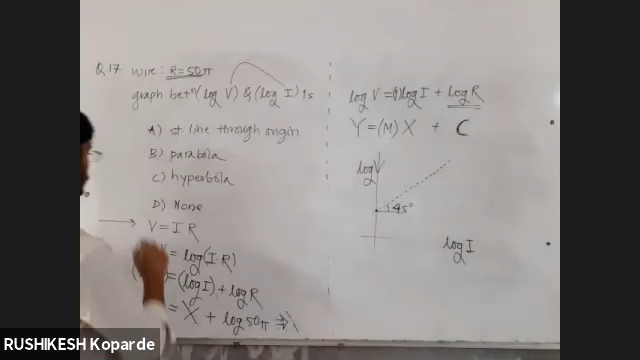 Q.17. Wire: R = 50π
graph betⁿ (log V) & (log I) is
A) st. line through origin
B) parabola
C) hyperbola
D) None
→ V = I R
= log(I·R)
= (log I) + log R
= X + log 50π ⇒
log V = (1) log I + log R
Y = (M) X + C
log V
45°
log I
RUSHIKESH Koparde